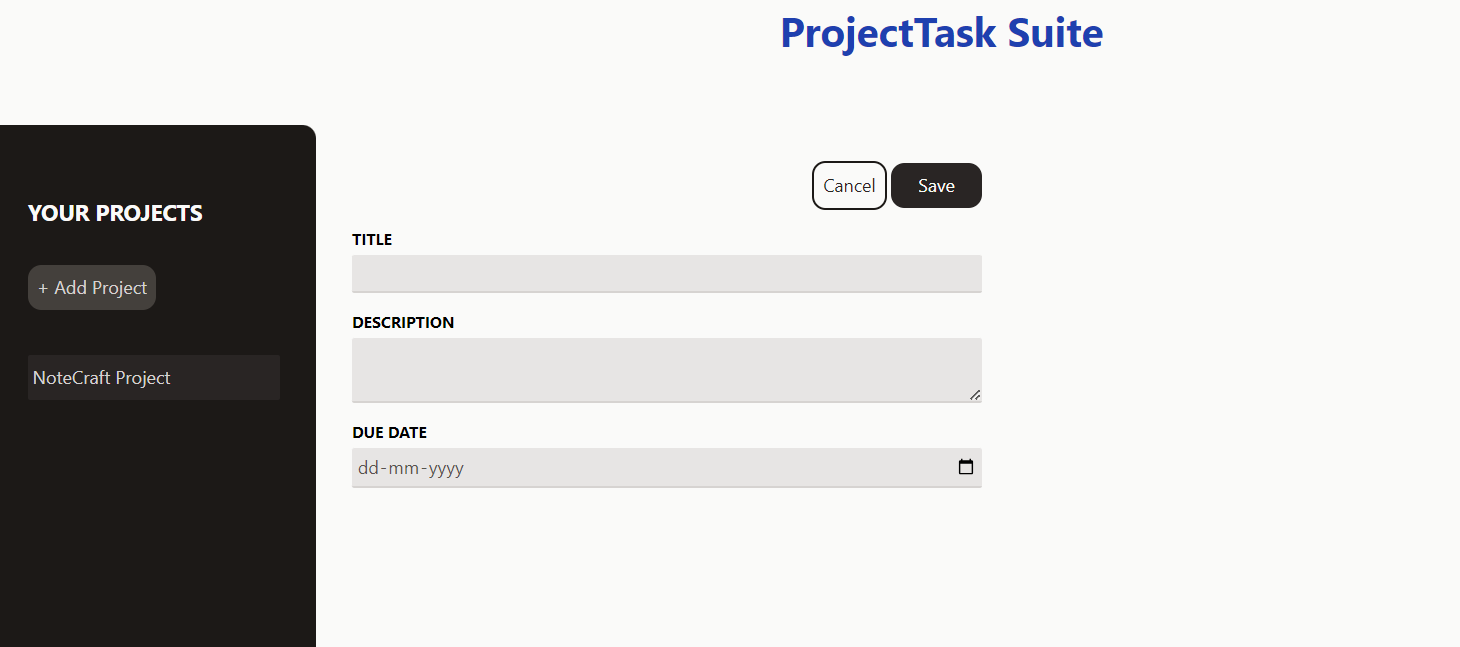 ProjectTask Suite
YOUR PROJECTS
+ Add Project
NoteCraft Project
Cancel Save
TITLE
DESCRIPTION
DUE DATE
dd-mm-yyyy